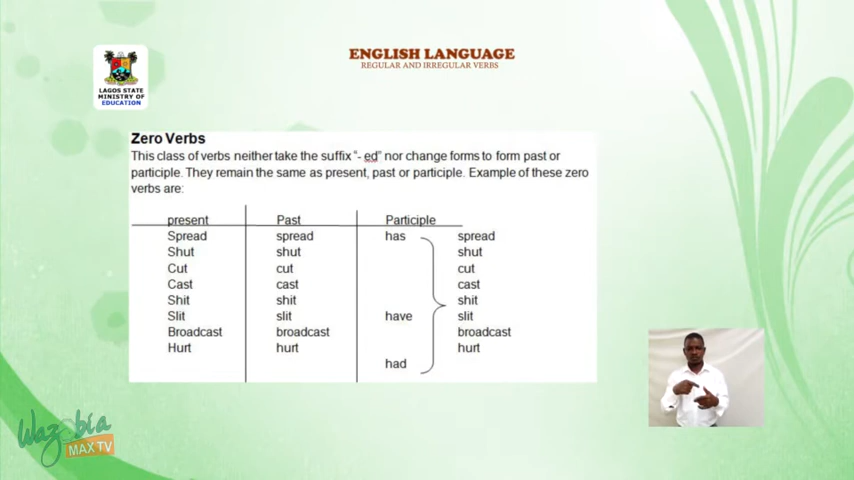 ENGLISH LANGUAGE
REGULAR AND IRREGULAR VERBS
LAGOS STATE
MINISTRY OF
EDUCATION
Zero Verbs
This class of verbs neither take the suffix "- ed" nor change forms to form past or
participle. They remain the same as present, past or participle. Example of these zero
verbs are:
present Past Participle
Spread spread has spread
Shut shut shut
Cut cut cut
Cast cast cast
Shit shit shit
Slit slit have slit
Broadcast broadcast broadcast
Hurt hurt hurt
had
Wazobia
MAX TV